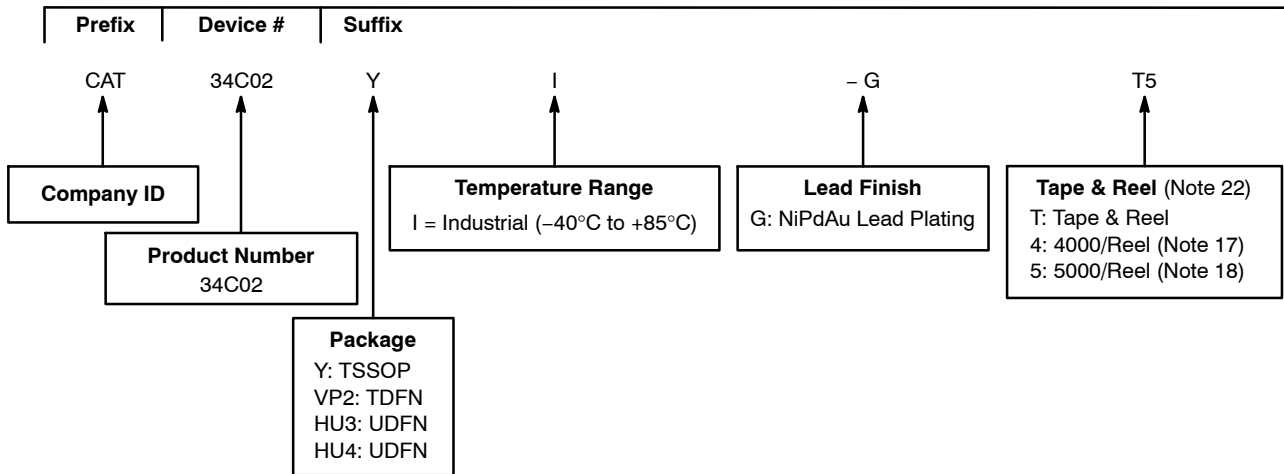 Prefix Device # Suffix
CAT 34C02 Y I – G T5
Company ID
Temperature Range
I = Industrial (–40°C to +85°C)
Lead Finish
G: NiPdAu Lead Plating
Tape & Reel (Note 22)
T: Tape & Reel
4: 4000/Reel (Note 17)
5: 5000/Reel (Note 18)
Product Number
34C02
Package
Y: TSSOP
VP2: TDFN
HU3: UDFN
HU4: UDFN